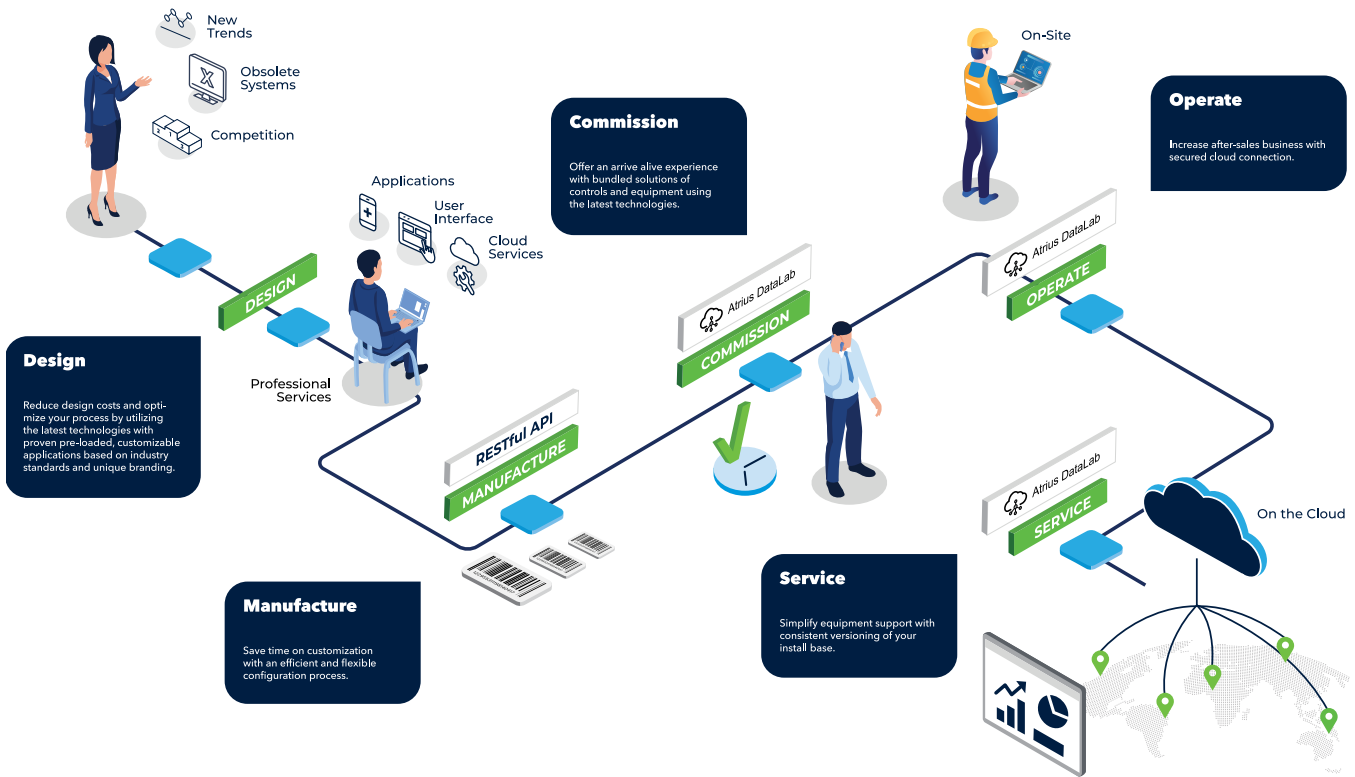 New
Trends
Obsolete
Systems
X
Competition
2
1
3
DESIGN
Design
Reduce design costs and opti-
mize your process by utilizing
the latest technologies with
proven pre-loaded, customizable
applications based on industry
standards and unique branding.
Applications
User
Interface
Cloud
Services
Professional
Services
RESTful API
MANUFACTURE
Manufacture
Save time on customization
with an efficient and flexible
configuration process.
Commission
Offer an arrive alive experience
with bundled solutions of
controls and equipment using
the latest technologies.
Atrius DataLab
COMMISSION
On-Site
Operate
Increase after-sales business with
secured cloud connection.
Atrius DataLab
OPERATE
Atrius DataLab
SERVICE
Service
Simplify equipment support with
consistent versioning of your
install base.
On the Cloud